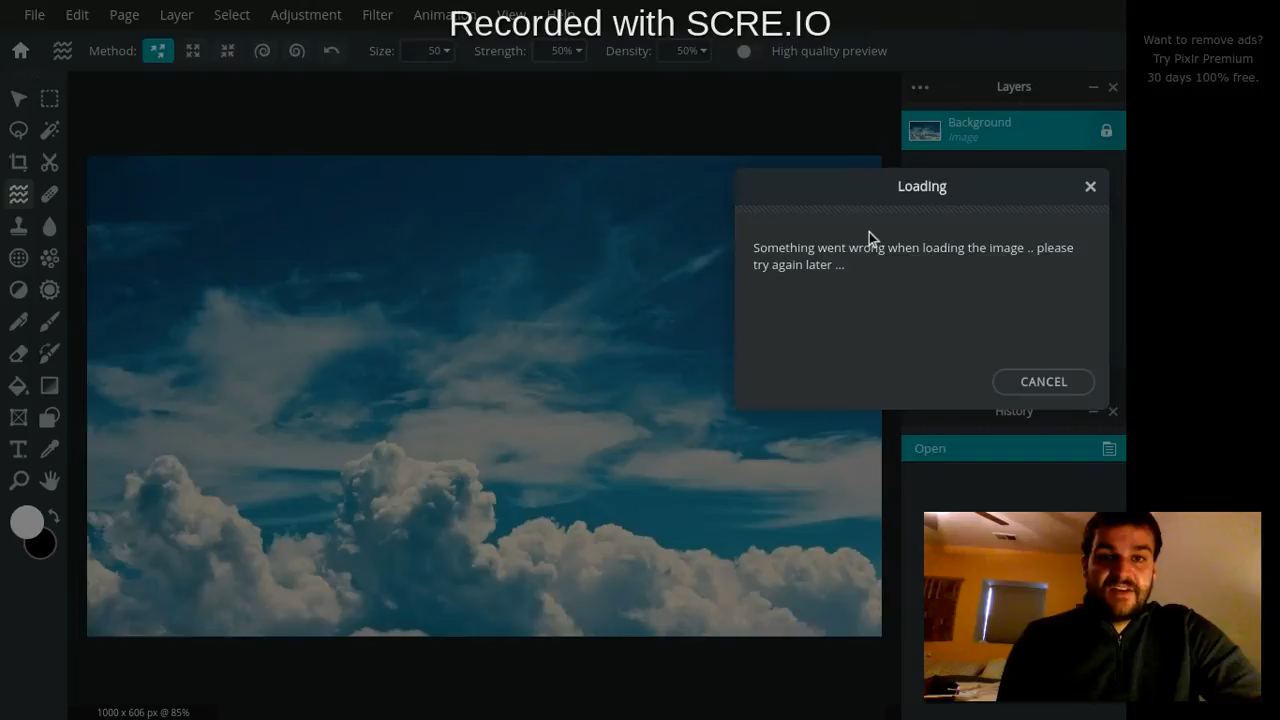 File Edit Page Layer Select Adjustment Filter View Help
Recorded with SCRE.IO
Method: Size: 50 Strength: 50% Density: 50% High quality preview
Want to remove ads?
Try Pixlr Premium
30 days 100% free.
Layers
Background
Image
Loading
Something went wrong when loading the image .. please
try again later ...
CANCEL
History
Open
T
1000 x 606 px @ 85%